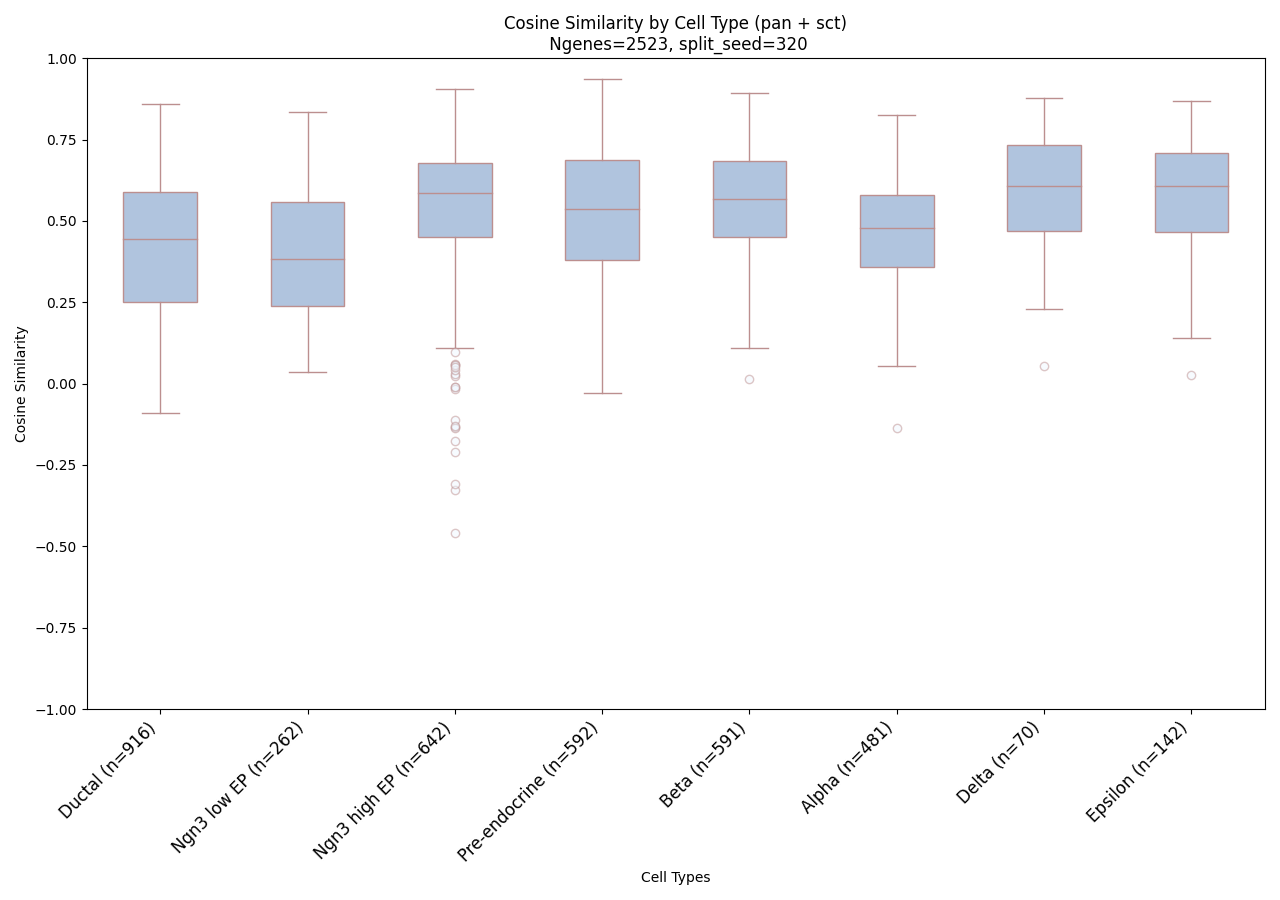 Cosine Similarity by Cell Type (pan + sct)
Ngenes=2523, split_seed=320
Cosine Similarity
1.00
0.75
0.50
0.25
0.00
−0.25
−0.50
−0.75
−1.00
Ductal (n=916)
Ngn3 low EP (n=262)
Ngn3 high EP (n=642)
Pre-endocrine (n=592)
Beta (n=591)
Alpha (n=481)
Delta (n=70)
Epsilon (n=142)
Cell Types